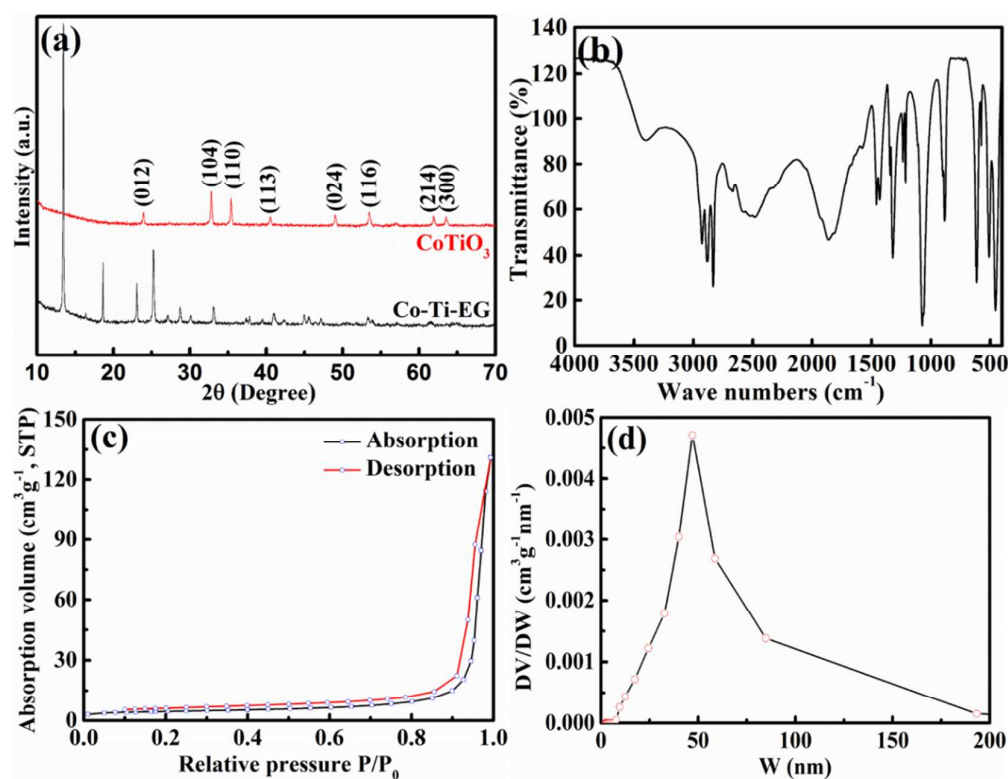 (a)
Intensity (a.u.)
(012)
(104)
(110)
(113)
(024)
(116)
(214)
(300)
CoTiO3
Co-Ti-EG
10 20 30 40 50 60 70
2θ (Degree)
(b)
Transmittance (%)
140
120
100
80
60
40
20
0
4000 3500 3000 2500 2000 1500 1000 500
Wave numbers (cm-1)
(c)
Absorption volume (cm3g-1, STP)
150
120
90
60
30
0
Absorption
Desorption
0.0 0.2 0.4 0.6 0.8 1.0
Relative pressure P/P0
(d)
DV/DW (cm3g-1nm-1)
0.005
0.004
0.003
0.002
0.001
0.000
0 50 100 150 200
W (nm)